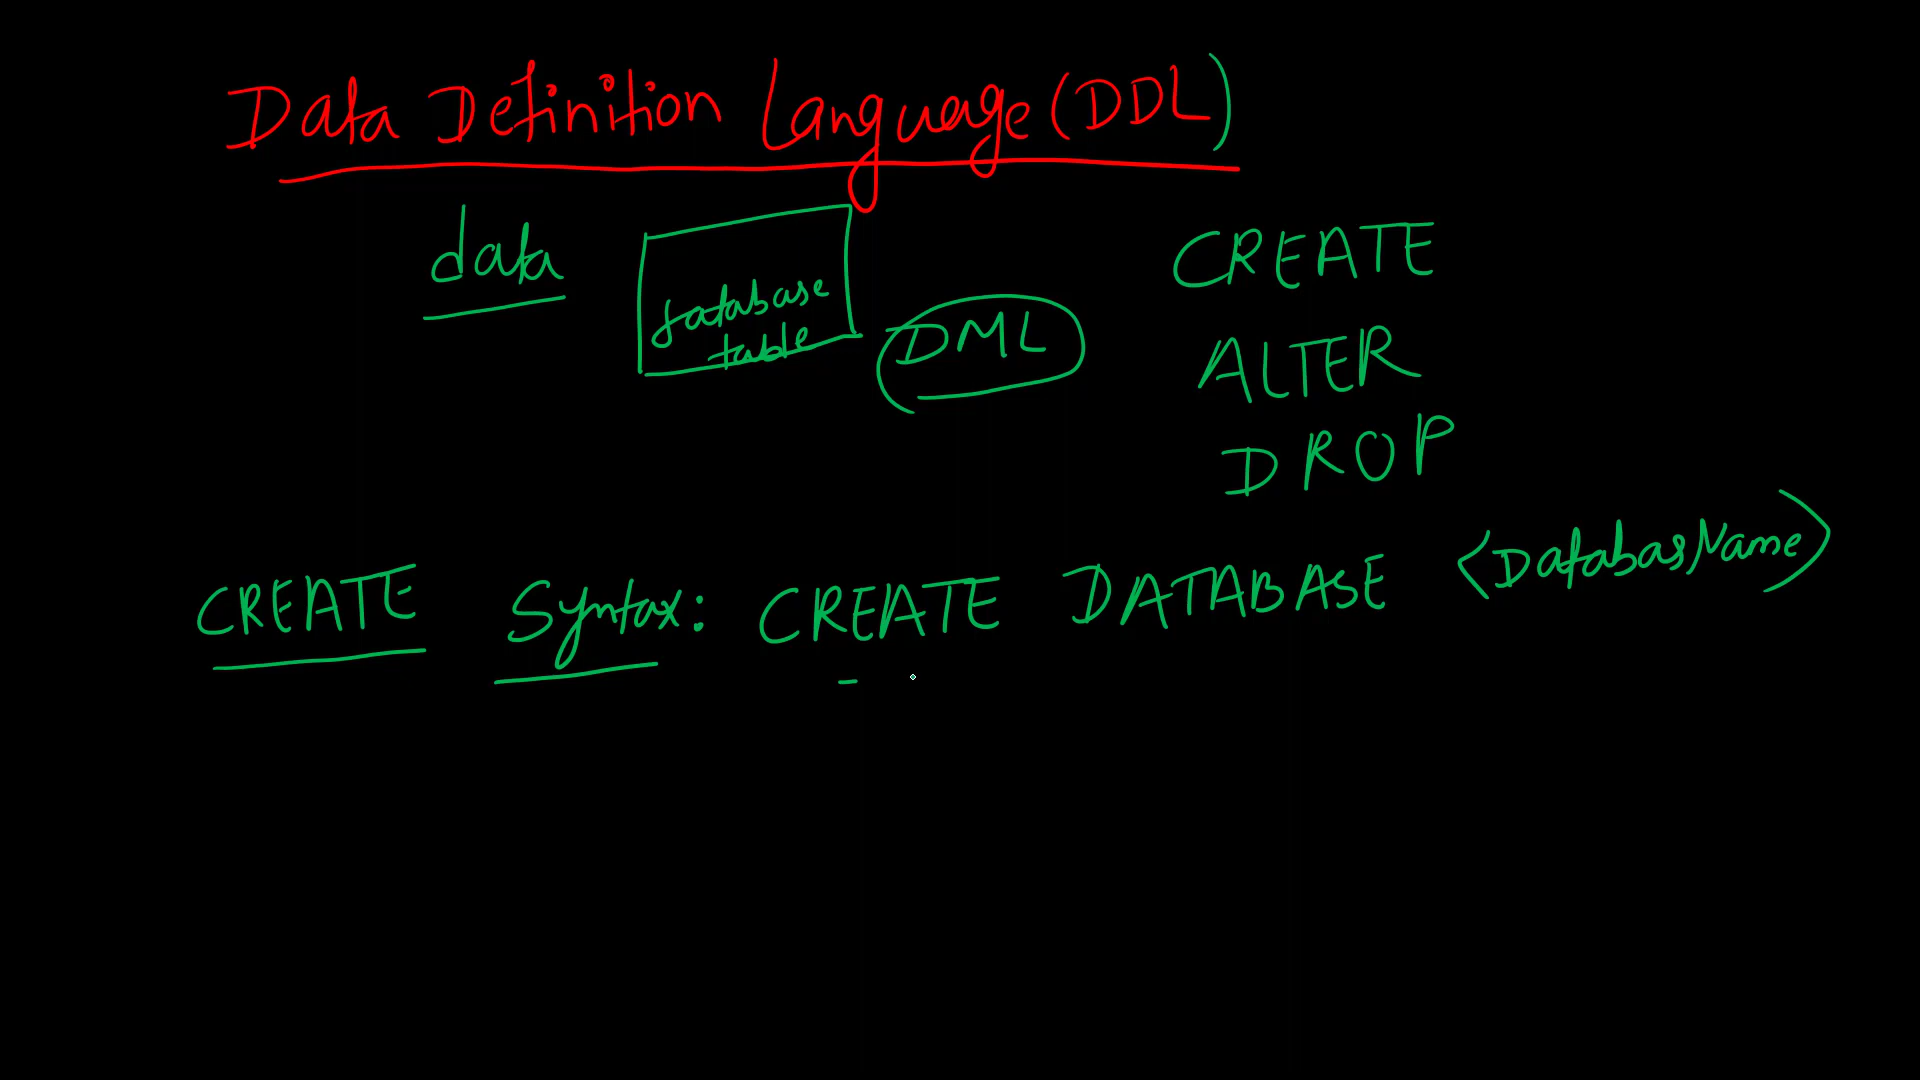 Data Definition Language (DDL)
data
database
table
DML
CREATE
ALTER
DROP
CREATE Syntax: CREATE DATABASE <DatabasName>